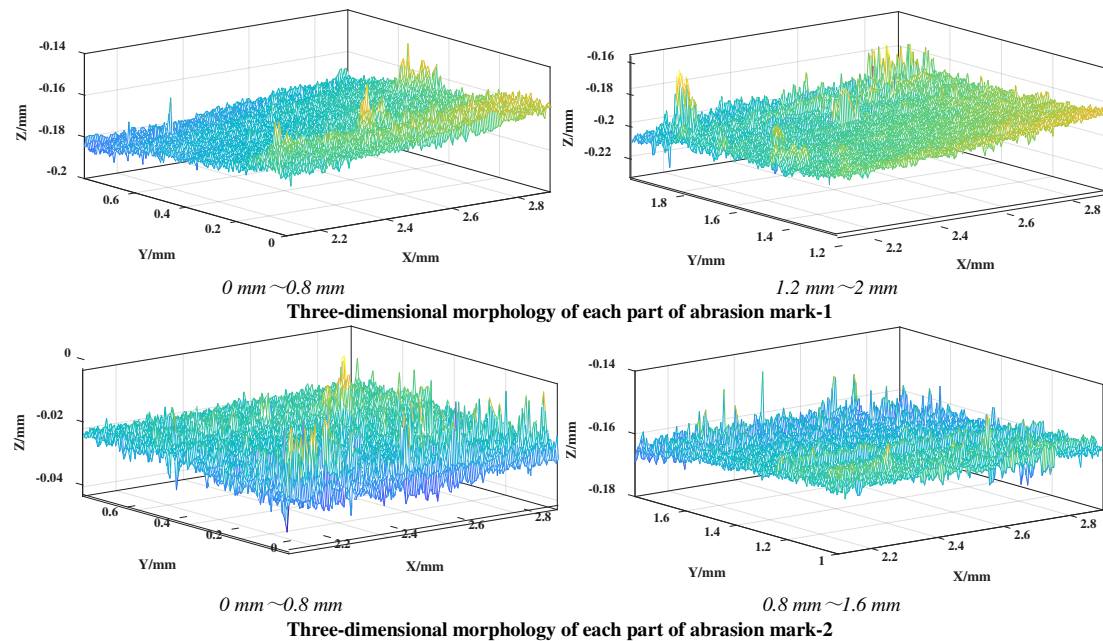 -0.14
-0.16
-0.18
-0.2
Z/mm
0.6
0.4
0.2
0
Y/mm
2.2
2.4
2.6
2.8
X/mm
-0.16
-0.18
-0.2
-0.22
Z/mm
1.8
1.6
1.4
1.2
Y/mm
2.2
2.4
2.6
2.8
X/mm
0 mm~0.8 mm
1.2 mm~2 mm
Three-dimensional morphology of each part of abrasion mark-1
0
-0.02
-0.04
Z/mm
0.6
0.4
0.2
0
Y/mm
2.2
2.4
2.6
2.8
X/mm
-0.14
-0.16
-0.18
Z/mm
1.6
1.4
1.2
1
Y/mm
2.2
2.4
2.6
2.8
X/mm
0 mm~0.8 mm
0.8 mm~1.6 mm
Three-dimensional morphology of each part of abrasion mark-2